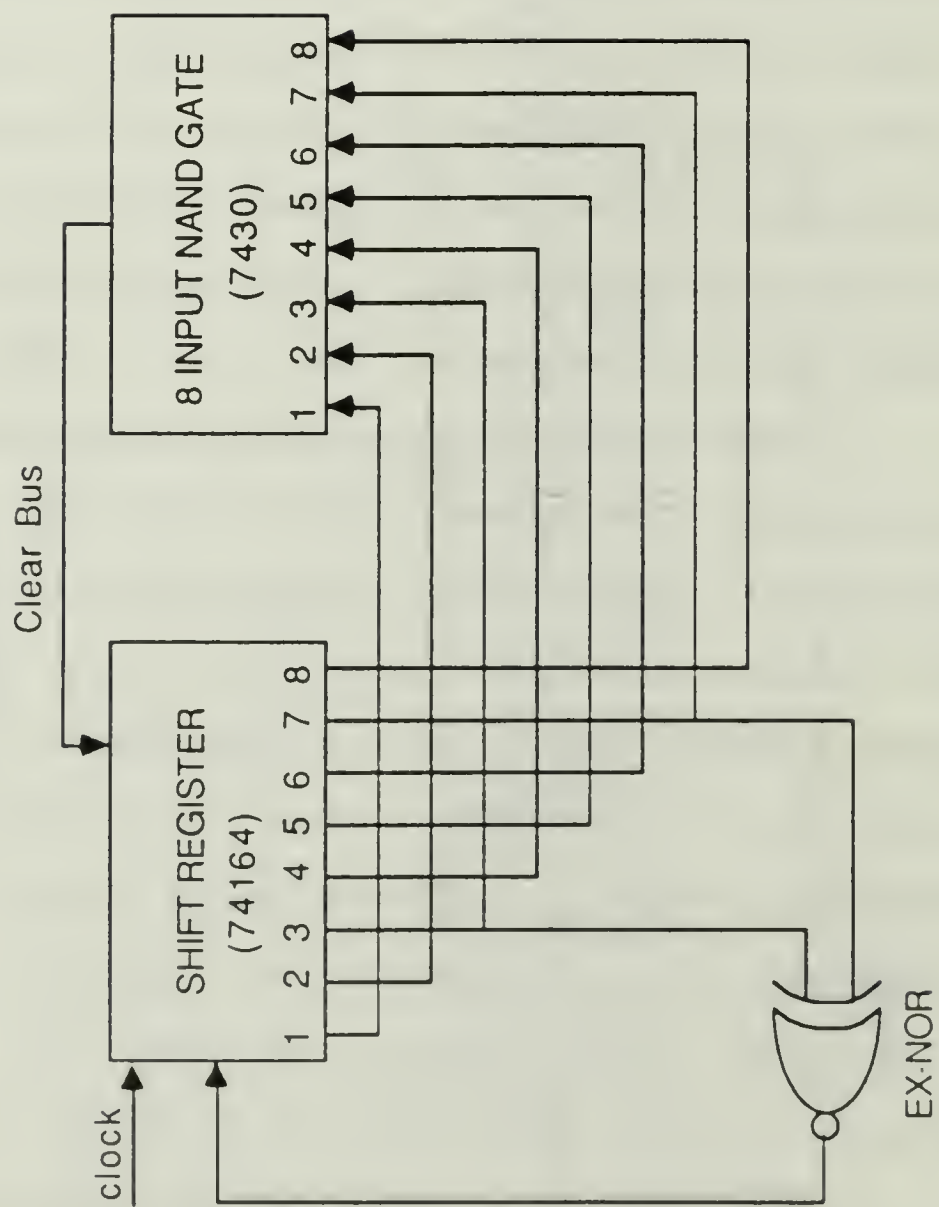 clock
SHIFT REGISTER
(74164)
1 2 3 4 5 6 7 8
Clear Bus
8 INPUT NAND GATE
(7430)
1 2 3 4 5 6 7 8
EX-NOR